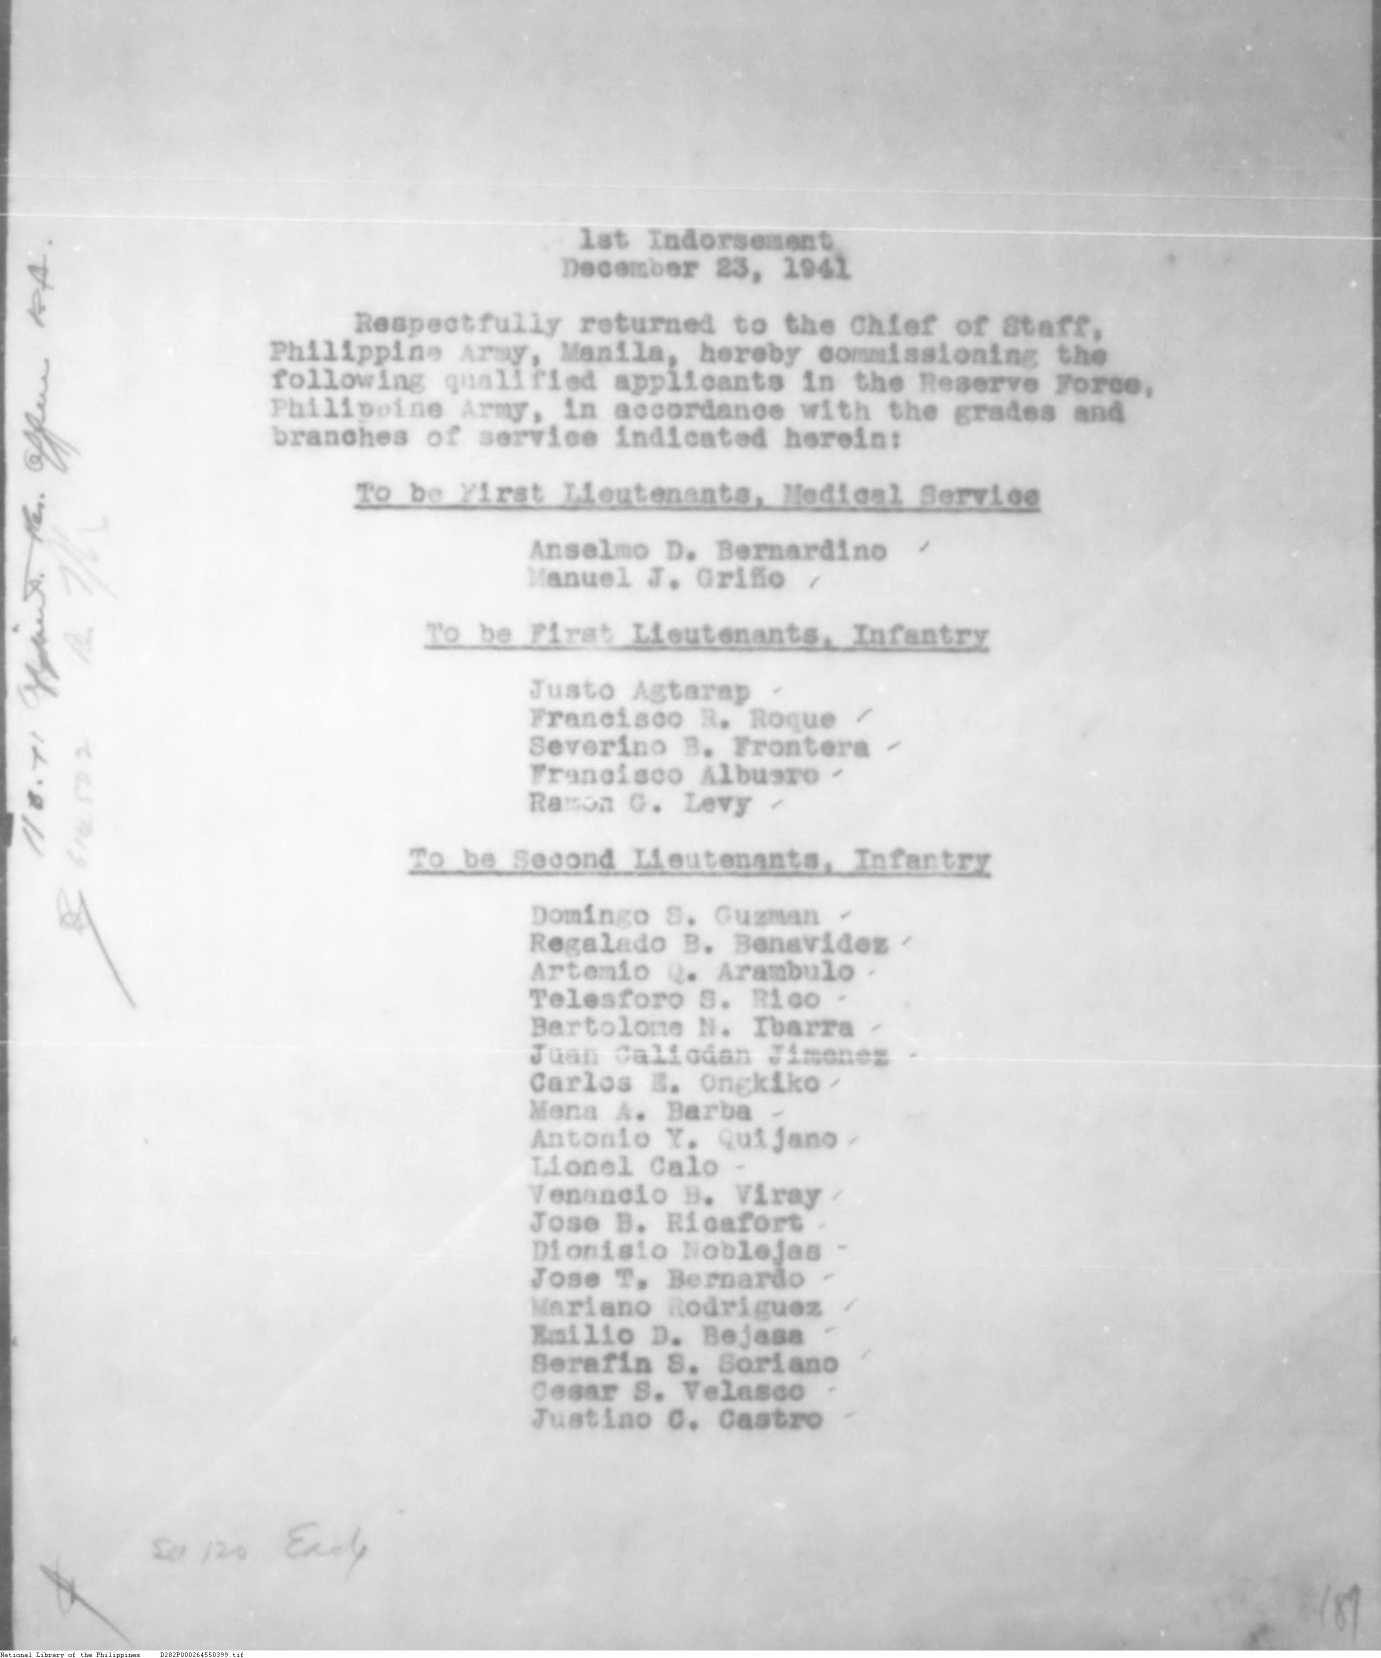 1st Indorsement
December 23, 1941
Respectfully returned to the Chief of Staff,
Philippine Army, Manila, hereby commissioning the
following qualified applicants in the Reserve Force,
Philippine Army, in accordance with the grades and
branches of service indicated herein:
To be First Lieutenants, Medical Service
Anselmo D. Bernardino
Manuel J. Griño
To be First Lieutenants, Infantry
Justo Agtarap
Francisco R. Roque
Severino B. Frontera
Francisco Albuero
Ramon G. Levy
To be Second Lieutenants, Infantry
Domingo S. Guzman
Regalado B. Benavidez
Artemio Q. Arambulo
Telesforo S. Rico
Bartolome N. Ibarra
Juan Calicdan Jimenez
Carlos E. Ongkiko
Mena A. Barba
Antonio Y. Quijano
Lionel Calo
Venancio B. Viray
Jose B. Ricafort
Dionisio Noblejas
Jose T. Bernardo
Mariano Rodriguez
Emilio D. Bejasa
Serafin S. Soriano
Cesar S. Velasco
Justino C. Castro
189
National Library of the Philippines D282P000264550399.tif